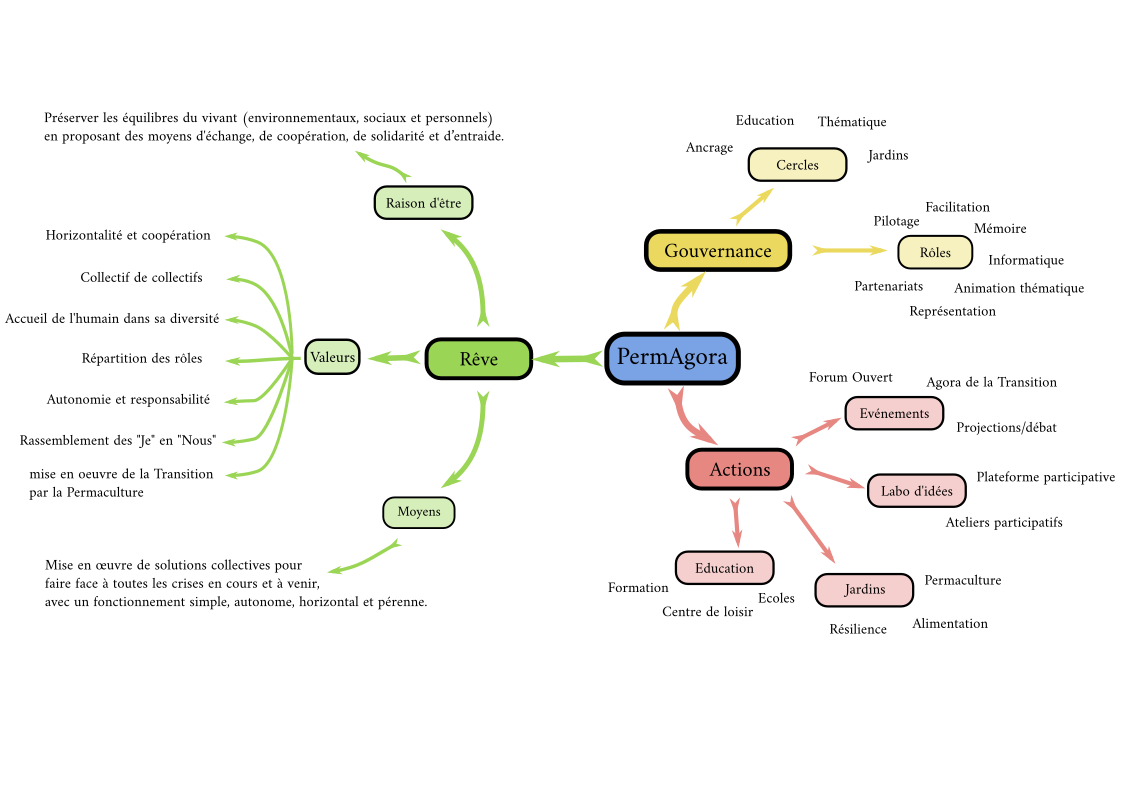 Préserver les équilibres du vivant (environnementaux, sociaux et personnels)
en proposant des moyens d'échange, de coopération, de solidarité et d'entraide.
Raison d'être
Horizontalité et coopération
Collectif de collectifs
Accueil de l'humain dans sa diversité
Répartition des rôles
Autonomie et responsabilité
Rassemblement des "Je" en "Nous"
mise en oeuvre de la Transition
par la Permaculture
Valeurs
Rêve
Moyens
Mise en œuvre de solutions collectives pour
faire face à toutes les crises en cours et à venir,
avec un fonctionnement simple, autonome, horizontal et pérenne.
PermAgora
Gouvernance
Education
Thématique
Ancrage
Jardins
Cercles
Facilitation
Pilotage
Mémoire
Rôles
Informatique
Partenariats
Animation thématique
Représentation
Actions
Forum Ouvert
Agora de la Transition
Evénements
Projections/débat
Plateforme participative
Labo d'idées
Ateliers participatifs
Education
Formation
Ecoles
Centre de loisir
Permaculture
Jardins
Alimentation
Résilience